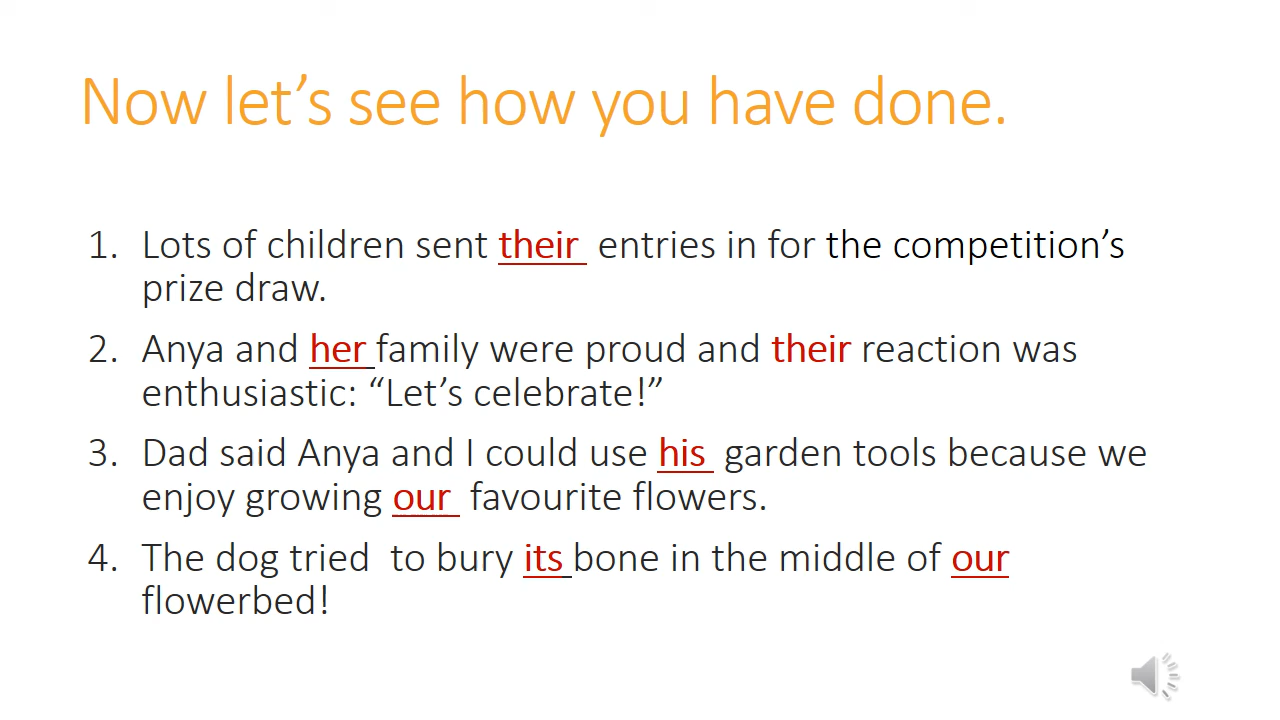 Now let’s see how you have done.
1. Lots of children sent their entries in for the competition’s
prize draw.
2. Anya and her family were proud and their reaction was
enthusiastic: “Let’s celebrate!”
3. Dad said Anya and I could use his garden tools because we
enjoy growing our favourite flowers.
4. The dog tried to bury its bone in the middle of our
flowerbed!